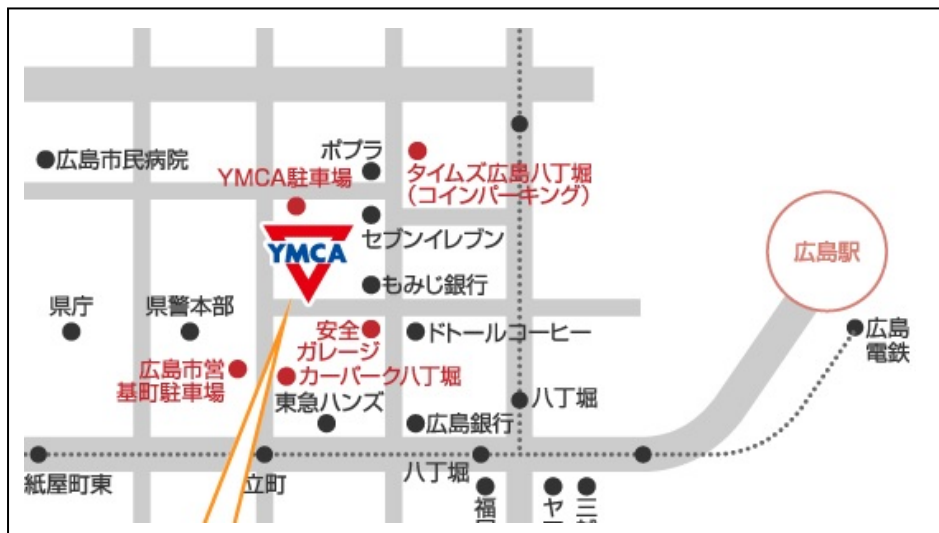 ポプラ
広島市民病院
YMCA駐車場
タイムズ広島八丁堀
（コインパーキング）
YMCA
セブンイレブン
広島駅
もみじ銀行
県庁
県警本部
安全
ガレージ
ドトールコーヒー
広島
電鉄
広島市営
基町駐車場
カーパーク八丁堀
東急ハンズ
八丁堀
広島銀行
紙屋町東
立町
八丁堀
福
ヤ
三